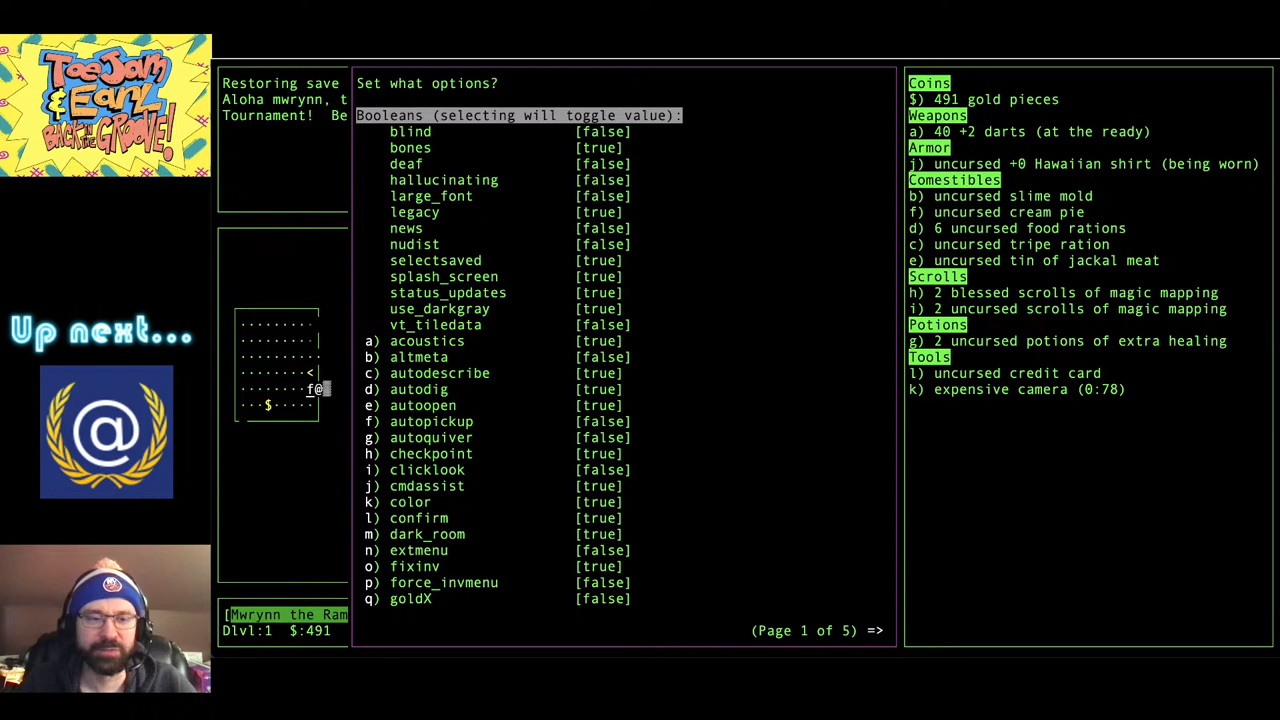 ToeJam
& EARL
BACK IN THE GROOVE!
Up next...
@
Restoring save
Aloha mwrynn, t
Tournament!  Be
Set what options?
Booleans (selecting will toggle value):
blind [false]
bones [true]
deaf [false]
hallucinating [false]
large_font [false]
legacy [true]
news [false]
nudist [false]
selectsaved [true]
splash_screen [true]
status_updates [true]
use_darkgray [true]
vt_tiledata [false]
a) acoustics [true]
b) altmeta [false]
c) autodescribe [true]
d) autodig [true]
e) autoopen [true]
f) autopickup [false]
g) autoquiver [false]
h) checkpoint [true]
i) clicklook [false]
j) cmdassist [true]
k) color [true]
l) confirm [true]
m) dark_room [true]
n) extmenu [false]
o) fixinv [true]
p) force_invmenu [false]
q) goldX [false]
(Page 1 of 5) =>
<
f@
$
[Mwrynn the Ram
Dlvl:1 $:491
Coins
$) 491 gold pieces
Weapons
a) 40 +2 darts (at the ready)
Armor
j) uncursed +0 Hawaiian shirt (being worn)
Comestibles
b) uncursed slime mold
f) uncursed cream pie
d) 6 uncursed food rations
c) uncursed tripe ration
e) uncursed tin of jackal meat
Scrolls
h) 2 blessed scrolls of magic mapping
i) 2 uncursed scrolls of magic mapping
Potions
g) 2 uncursed potions of extra healing
Tools
l) uncursed credit card
k) expensive camera (0:78)